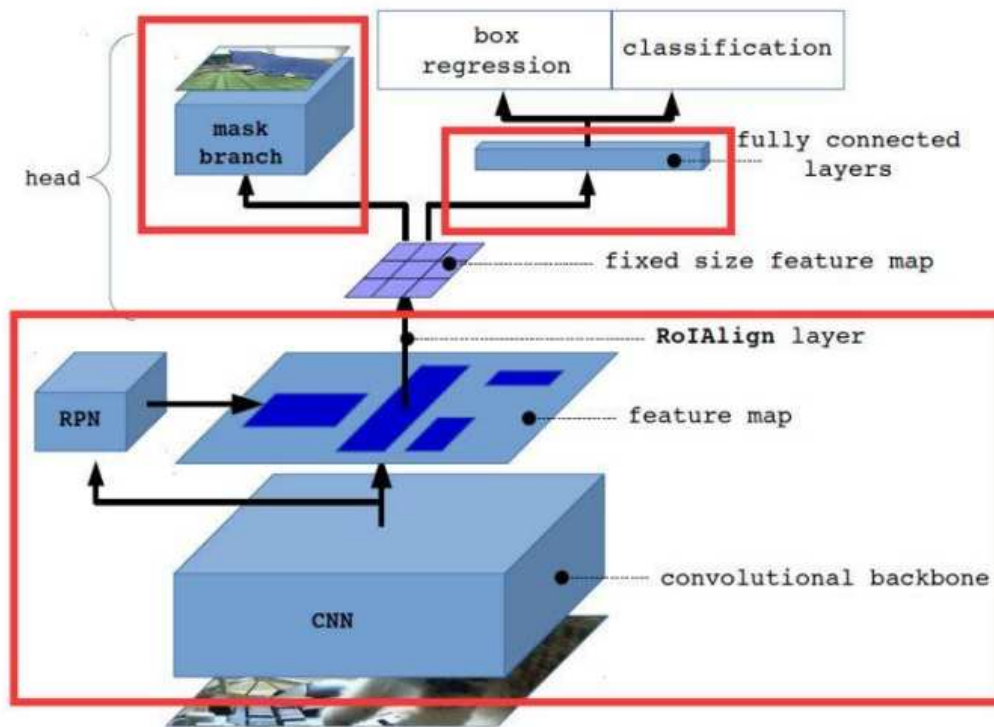 box
regression
classification
mask
branch
fully connected
layers
head
fixed size feature map
RoIAlign layer
RPN
feature map
convolutional backbone
CNN